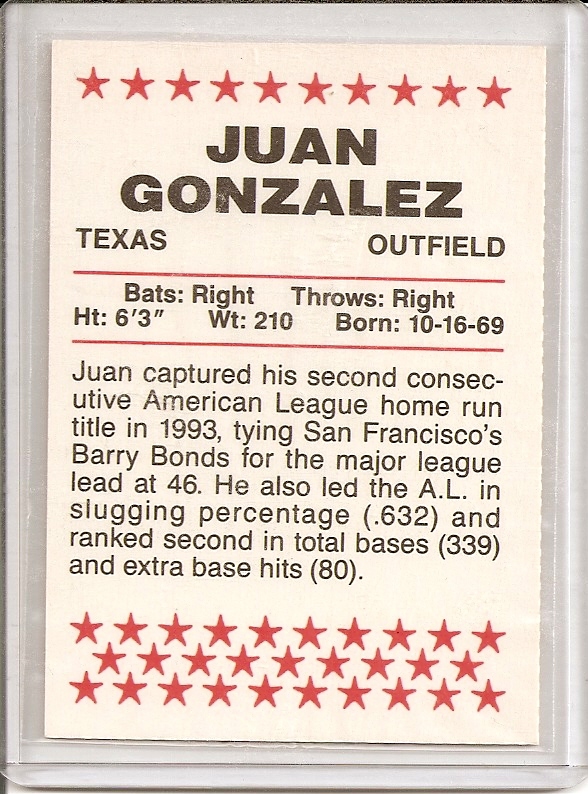 JUAN
GONZALEZ
TEXAS OUTFIELD
Bats: Right Throws: Right
Ht: 6'3" Wt: 210 Born: 10-16-69
Juan captured his second consec-
utive American League home run
title in 1993, tying San Francisco's
Barry Bonds for the major league
lead at 46. He also led the A.L. in
slugging percentage (.632) and
ranked second in total bases (339)
and extra base hits (80).